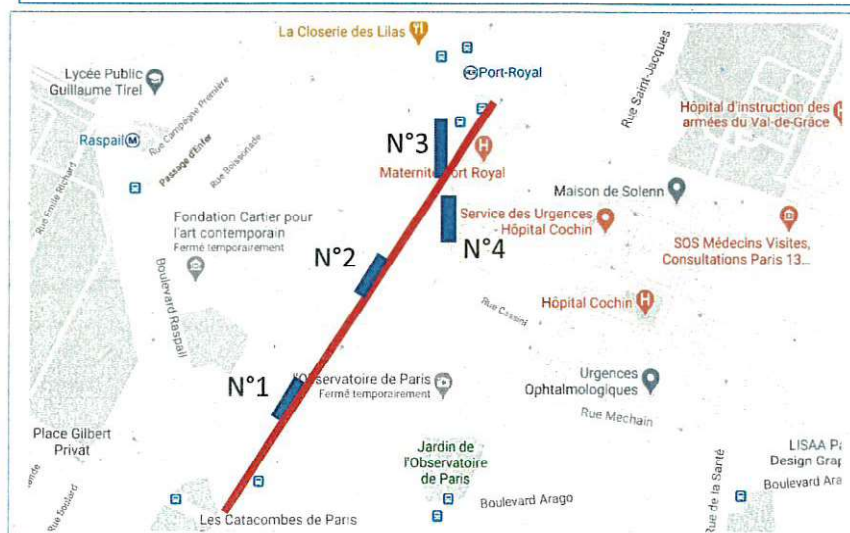 La Closerie des Lilas
Port-Royal
Lycée Public
Guillaume Tirel
Rue Campagne Première
Raspail
Passage d'Enfer
Rue Boissonade
Rue Emile Richard
Rue Saint-Jacques
Hôpital d'instruction des
armées du Val-de-Grâce
N°3
Maternité Port Royal
Maison de Solenn
Fondation Cartier pour
l'art contemporain
Fermé temporairement
Service des Urgences
- Hôpital Cochin
SOS Médecins Visites,
Consultations Paris 13...
N°4
N°2
Boulevard Raspail
Rue Cassini
Hôpital Cochin
N°1
l'Observatoire de Paris
Fermé temporairement
Urgences
Ophtalmologiques
Rue Mechain
Place Gilbert
Privat
Jardin de
l'Observatoire
de Paris
LISAA Pa
Design Grap
Boulevard Ara
Rue de la Santé
Boulevard Arago
Rue Boulard
Les Catacombes de Paris